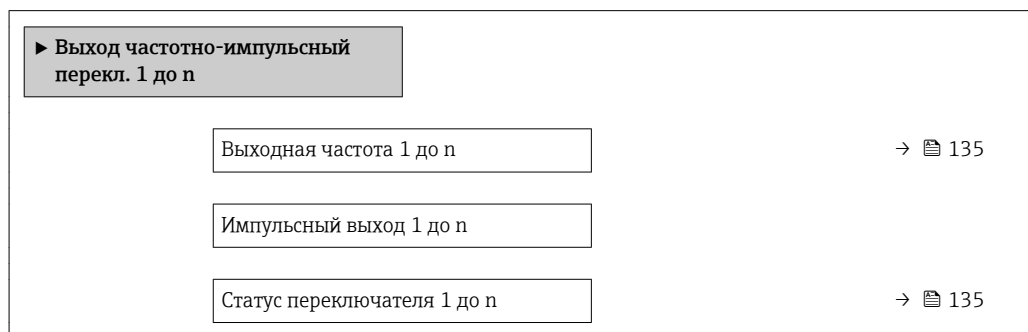 ▶ Выход частотно-импульсный
перекл. 1 до n
Выходная частота 1 до n → 135
Импульсный выход 1 до n
Статус переключателя 1 до n → 135